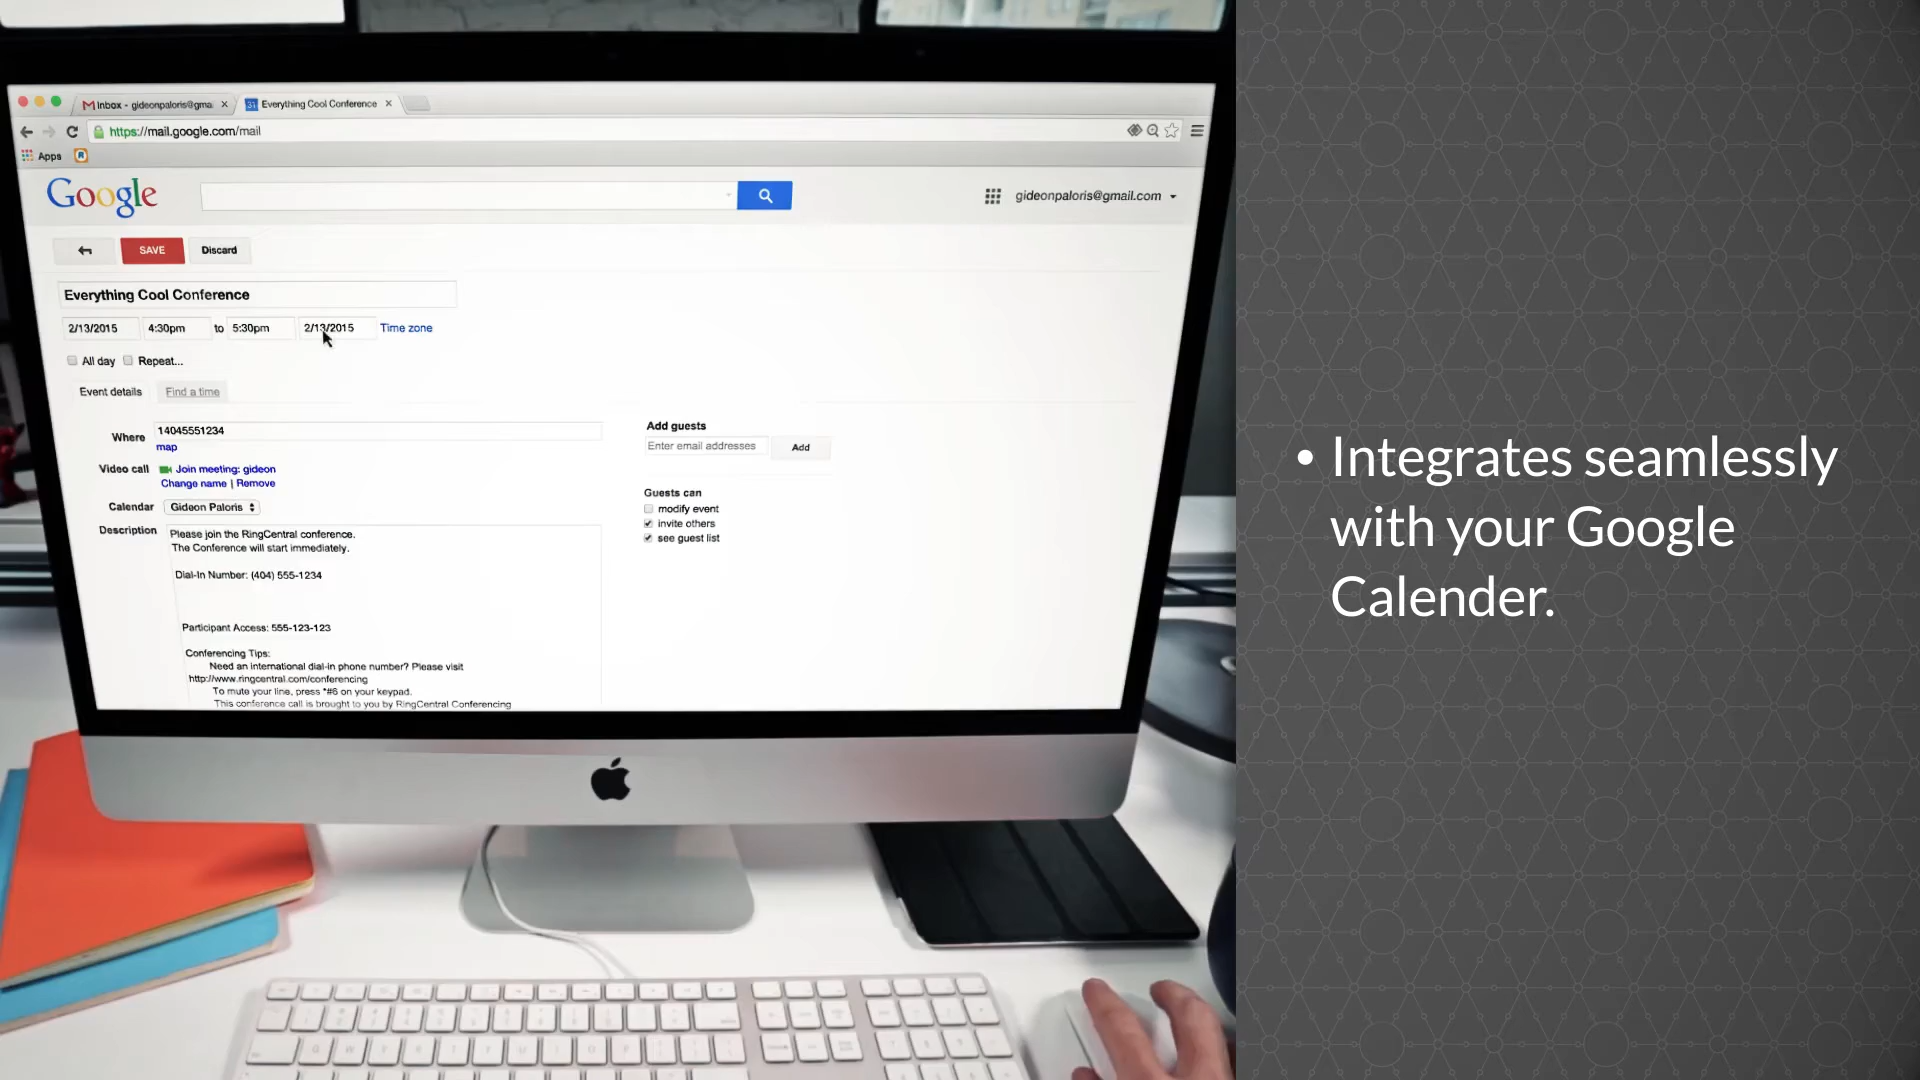 Inbox - gideonpaloris@gma
Everything Cool Conference
https://mail.google.com/mail
Apps
Google
gideonpaloris@gmail.com
SAVE
Discard
Everything Cool Conference
2/13/2015 4:30pm to 5:30pm 2/13/2015 Time zone
All day Repeat...
Event details Find a time
Where 14045551234
map
Video call Join meeting: gideon
Change name | Remove
Calendar Gideon Paloris
Description Please join the RingCentral conference.
The Conference will start immediately.
Dial-In Number: (404) 555-1234
Participant Access: 555-123-123
Conferencing Tips:
Need an international dial-in phone number? Please visit
http://www.ringcentral.com/conferencing
To mute your line, press *#6 on your keypad.
This conference call is brought to you by RingCentral Conferencing
Add guests
Enter email addresses Add
Guests can
modify event
invite others
see guest list
• Integrates seamlessly
with your Google
Calender.